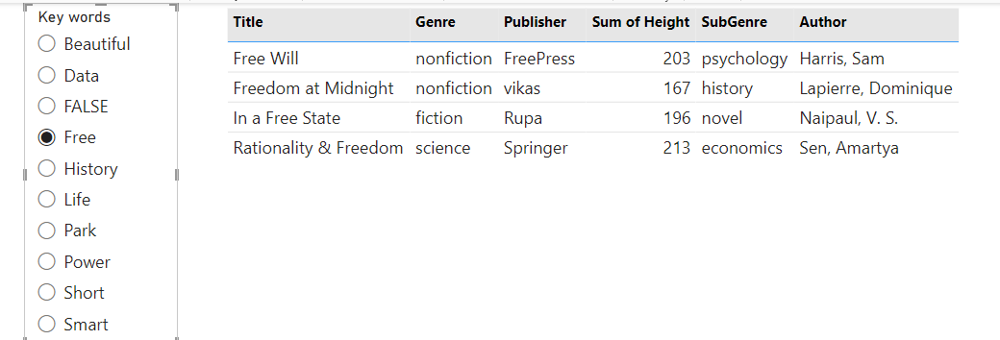 Key words
Beautiful
Data
FALSE
Free
History
Life
Park
Power
Short
Smart
Title Genre Publisher Sum of Height SubGenre Author
Free Will nonfiction FreePress 203 psychology Harris, Sam
Freedom at Midnight nonfiction vikas 167 history Lapierre, Dominique
In a Free State fiction Rupa 196 novel Naipaul, V. S.
Rationality & Freedom science Springer 213 economics Sen, Amartya